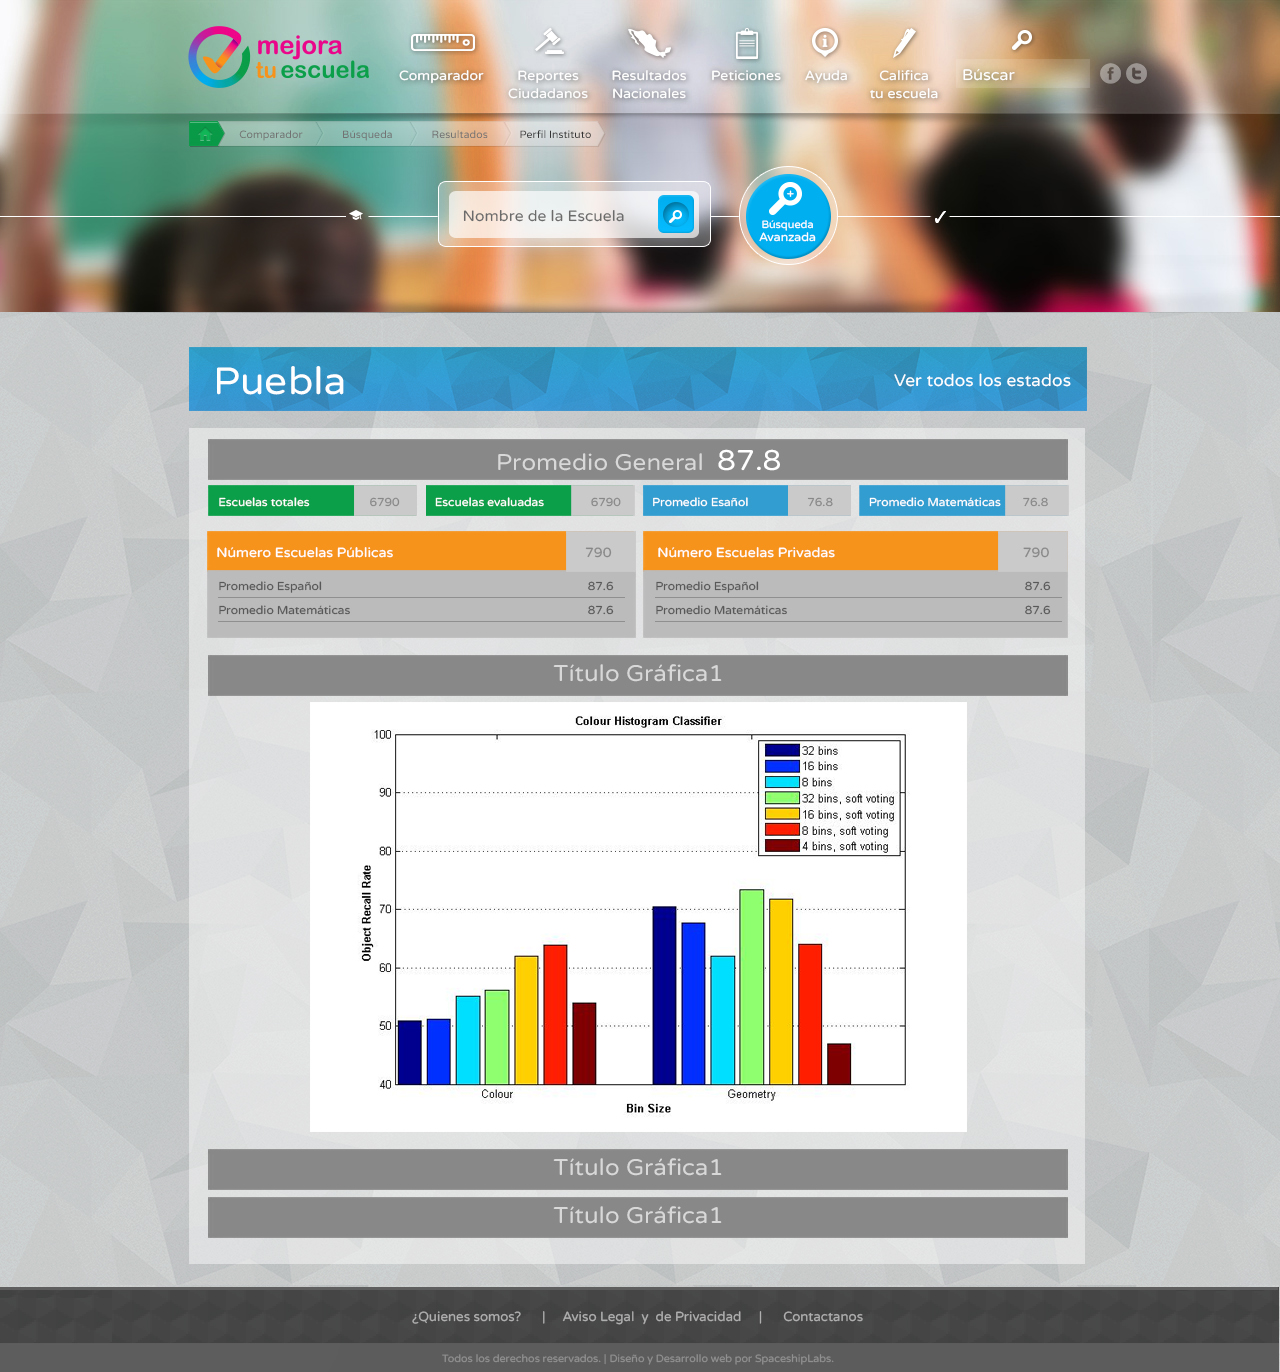 mejora
tu escuela
Comparador
Reportes
Ciudadanos
Resultados
Nacionales
Peticiones
Ayuda
Califica
tu escuela
Búscar
Comparador
Búsqueda
Resultados
Perfil Instituto
Nombre de la Escuela
Búsqueda
Avanzada
Puebla
Ver todos los estados
Promedio General 87.8
Escuelas totales 6790
Escuelas evaluadas 6790
Promedio Esañol 76.8
Promedio Matemáticas 76.8
Número Escuelas Públicas 790
Promedio Español 87.6
Promedio Matemáticas 87.6
Número Escuelas Privadas 790
Promedio Español 87.6
Promedio Matemáticas 87.6
Título Gráfica1
Colour Histogram Classifier
100
90
80
70
60
50
40
Object Recall Rate
32 bins
16 bins
8 bins
32 bins, soft voting
16 bins, soft voting
8 bins, soft voting
4 bins, soft voting
Colour
Geometry
Bin Size
Título Gráfica1
Título Gráfica1
¿Quienes somos? | Aviso Legal y de Privacidad | Contactanos
Todos los derechos reservados. | Diseño y Desarrollo web por SpaceshipLabs.